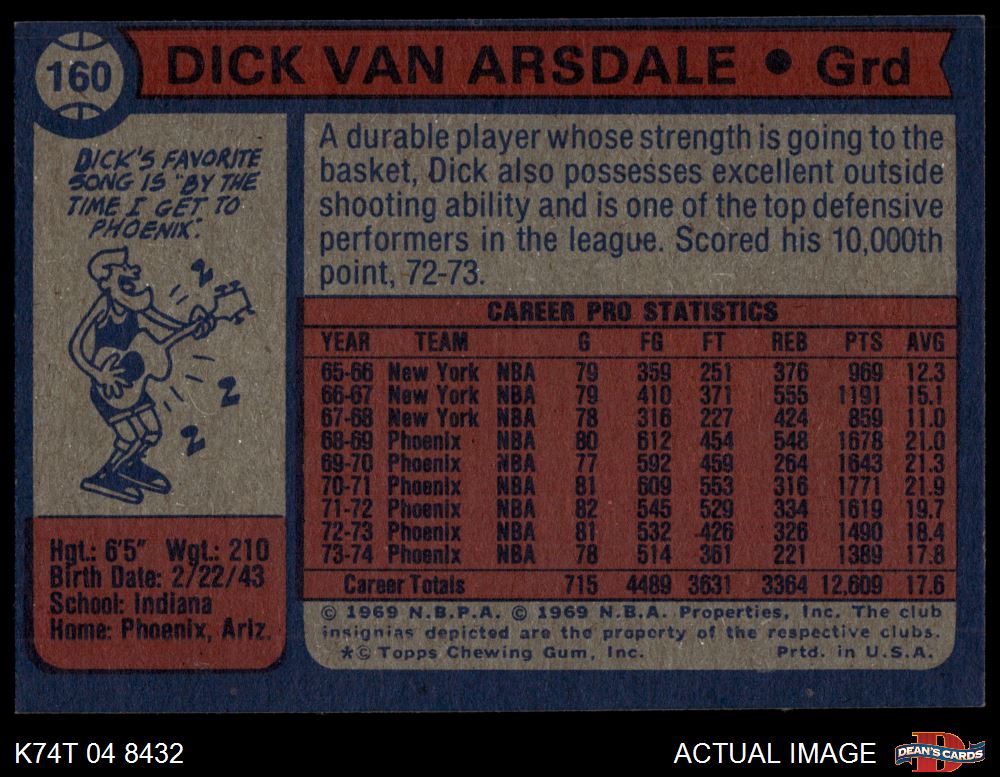 160
DICK VAN ARSDALE • Grd
DICK'S FAVORITE
SONG IS "BY THE
TIME I GET TO
PHOENIX".
A durable player whose strength is going to the
basket, Dick also possesses excellent outside
shooting ability and is one of the top defensive
performers in the league. Scored his 10,000th
point, 72-73.
CAREER PRO STATISTICS
YEAR TEAM G FG FT REB PTS AVG
65-66 New York NBA 79 359 251 376 969 12.3
66-67 New York NBA 79 410 371 555 1191 15.1
67-68 New York NBA 78 316 227 424 859 11.0
68-69 Phoenix NBA 80 612 454 548 1678 21.0
69-70 Phoenix NBA 77 592 459 264 1643 21.3
70-71 Phoenix NBA 81 609 553 316 1771 21.9
71-72 Phoenix NBA 82 545 529 334 1619 19.7
72-73 Phoenix NBA 81 532 426 326 1490 18.4
73-74 Phoenix NBA 78 514 361 221 1389 17.8
Career Totals 715 4489 3631 3364 12,609 17.6
Hgt.: 6'5" Wgt.: 210
Birth Date: 2/22/43
School: Indiana
Home: Phoenix, Ariz.
© 1969 N.B.P.A. © 1969 N.B.A. Properties, Inc. The club
insignias depicted are the property of the respective clubs.
*© Topps Chewing Gum, Inc. Prtd. in U.S.A.
K74T 04 8432
ACTUAL IMAGE
D
DEAN'S CARDS